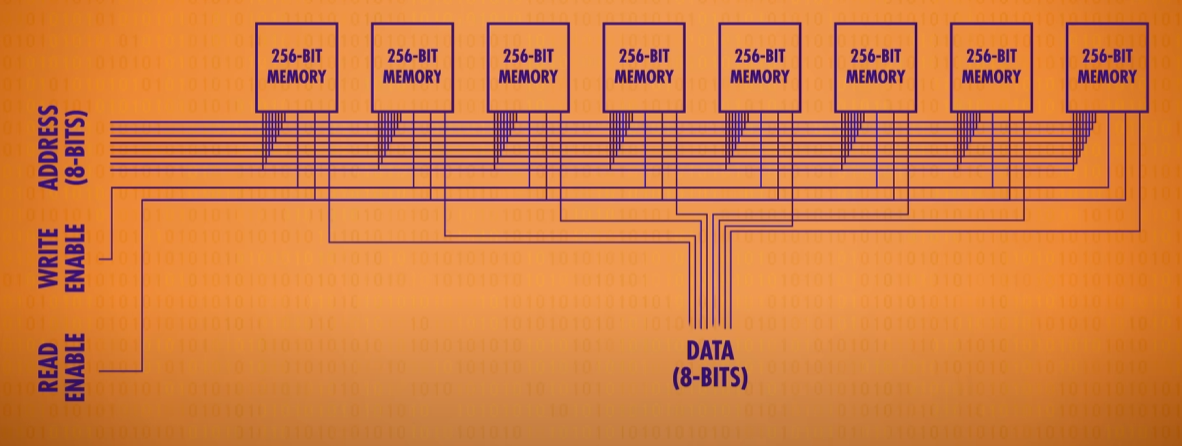 256-BIT
MEMORY
256-BIT
MEMORY
256-BIT
MEMORY
256-BIT
MEMORY
256-BIT
MEMORY
256-BIT
MEMORY
256-BIT
MEMORY
256-BIT
MEMORY
ADDRESS
(8-BITS)
WRITE
ENABLE
READ
ENABLE
DATA
(8-BITS)